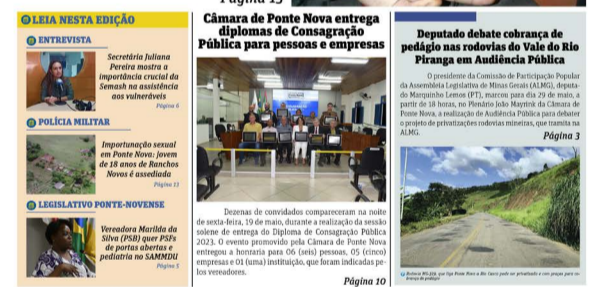 Página 13
LEIA NESTA EDIÇÃO
ENTREVISTA
Secretária Juliana
Pereira mostra a
importância crucial da
Semash na assistência
aos vulneráveis
Página 6
POLÍCIA MILITAR
Importunação sexual
em Ponte Nova: jovem
de 18 anos de Ranchos
Novos é assediada
Página 13
LEGISLATIVO PONTE-NOVENSE
Vereadora Marilda da
Silva (PSB) quer PSFs
de portas abertas e
pediatria no SAMMDU
Página 5
Câmara de Ponte Nova entrega
diplomas de Consagração
Pública para pessoas e empresas
Dezenas de convidados compareceram na noite
de sexta-feira, 19 de maio, durante a realização da sessão
solene de entrega do Diploma de Consagração Pública
2023. O evento promovido pela Câmara de Ponte Nova
entregou a honraria para 06 (seis) pessoas, 05 (cinco)
empresas e 01 (uma) instituição, que foram indicadas pe-
los vereadores.
Página 10
Deputado debate cobrança de
pedágio nas rodovias do Vale do Rio
Piranga em Audiência Pública
O presidente da Comissão de Participação Popular
da Assembleia Legislativa de Minas Gerais (ALMG), deputa-
do Marquinho Lemos (PT), marcou para dia 29 de maio, a
partir de 18 horas, no Plenário João Mayrink da Câmara de
Ponte Nova, a realização de Audiência Pública para debater
o projeto de privatizações rodovias mineiras, que tramita na
ALMG.
Página 3